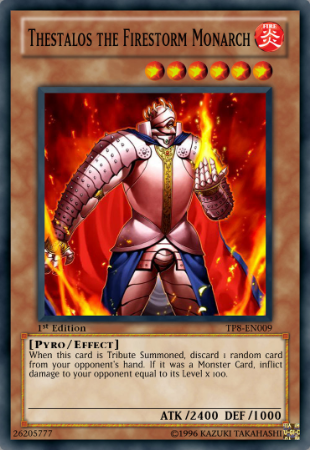 Thestalos the Firestorm Monarch
FIRE
炎
1st Edition
TP8-EN009
[Pyro/Effect]
When this card is Tribute Summoned, discard 1 random card
from your opponent's hand. If it was a Monster Card, inflict
damage to your opponent equal to its Level x 100.
ATK/2400 DEF/1000
26205777
©1996 KAZUKI TAKAHASHI